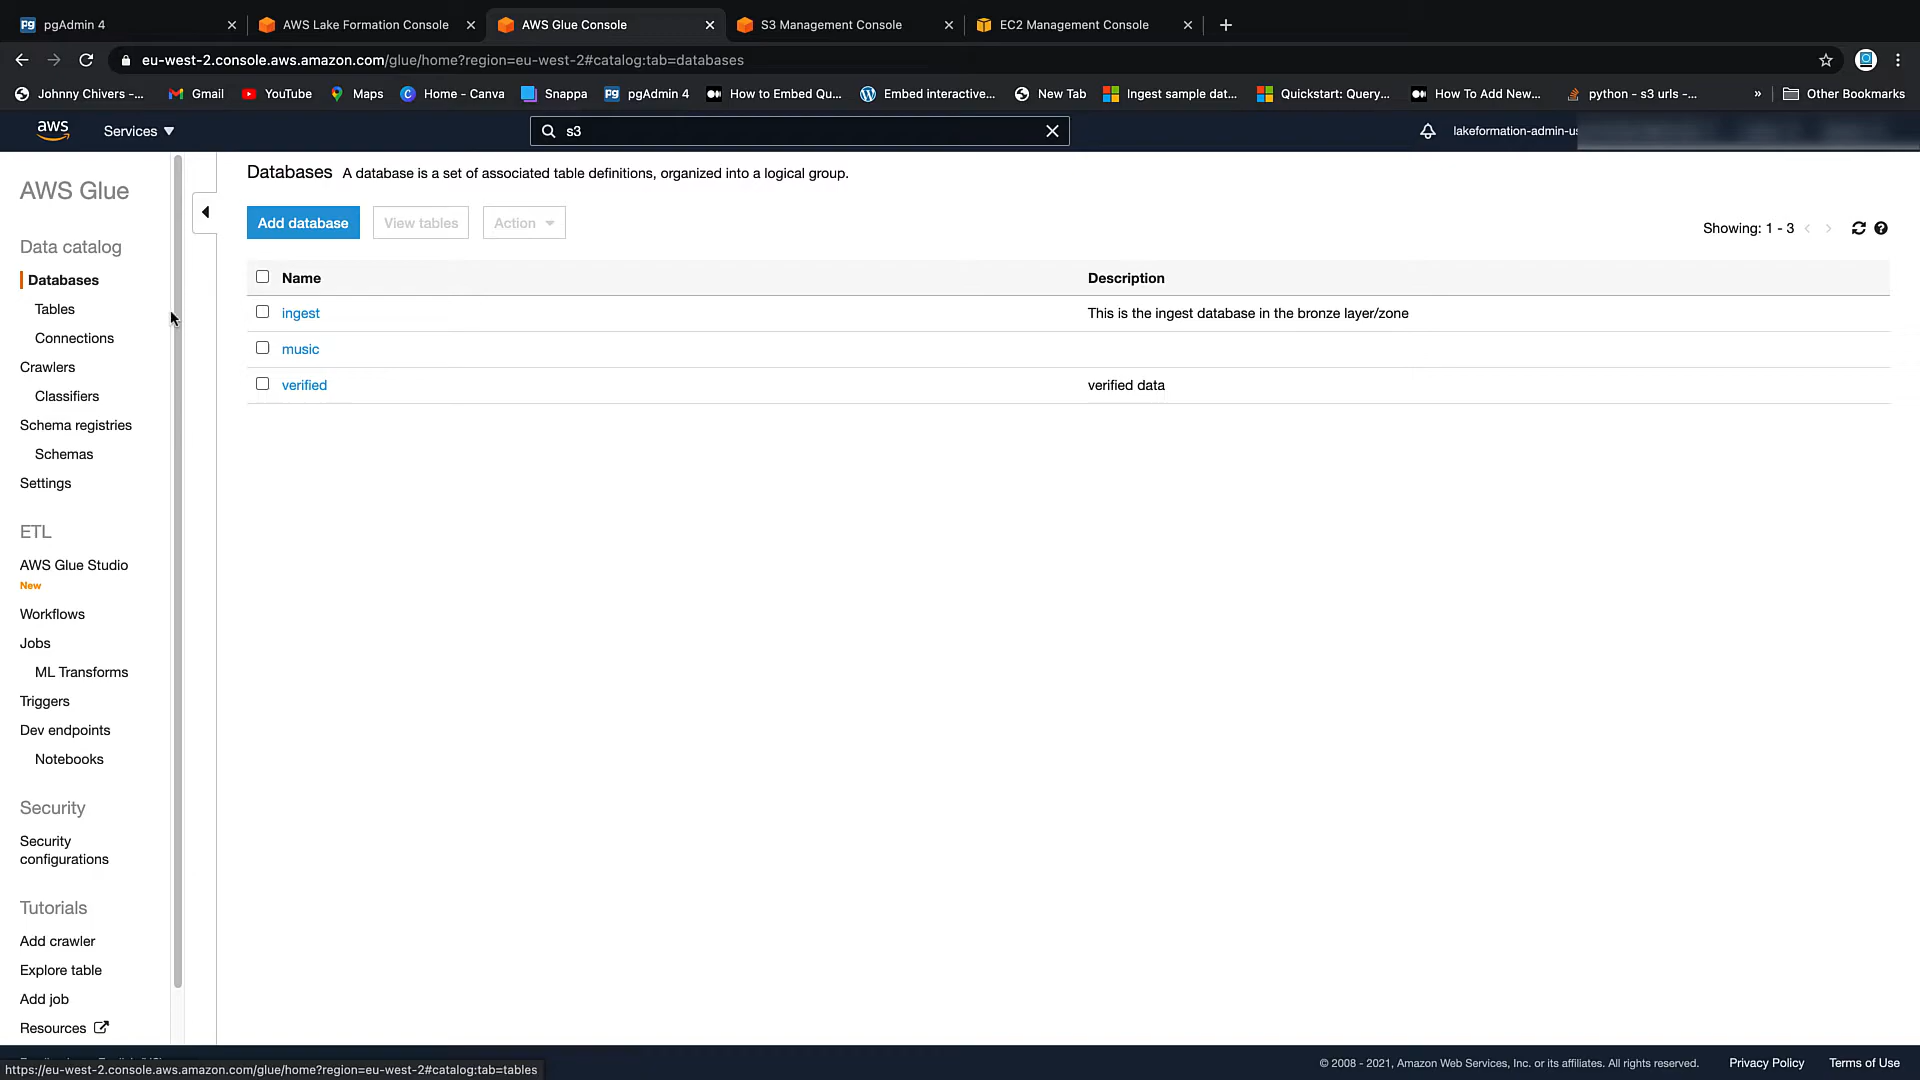 pgAdmin 4
AWS Lake Formation Console
AWS Glue Console
S3 Management Console
EC2 Management Console
eu-west-2.console.aws.amazon.com/glue/home?region=eu-west-2#catalog:tab=databases
Johnny Chivers -...
Gmail
YouTube
Maps
Home - Canva
Snappa
pgAdmin 4
How to Embed Qu...
Embed interactive...
New Tab
Ingest sample dat...
Quickstart: Query...
How To Add New...
python - s3 urls -...
»
Other Bookmarks
aws
Services
s3
lakeformation-admin-us
AWS Glue
Data catalog
Databases
Tables
Connections
Crawlers
Classifiers
Schema registries
Schemas
Settings
ETL
AWS Glue Studio
New
Workflows
Jobs
ML Transforms
Triggers
Dev endpoints
Notebooks
Security
Security
configurations
Tutorials
Add crawler
Explore table
Add job
Resources
Databases A database is a set of associated table definitions, organized into a logical group.
Add database
View tables
Action
Showing: 1 - 3
Name Description
ingest This is the ingest database in the bronze layer/zone
music
verified verified data
https://eu-west-2.console.aws.amazon.com/glue/home?region=eu-west-2#catalog:tab=tables
© 2008 - 2021, Amazon Web Services, Inc. or its affiliates. All rights reserved.
Privacy Policy
Terms of Use